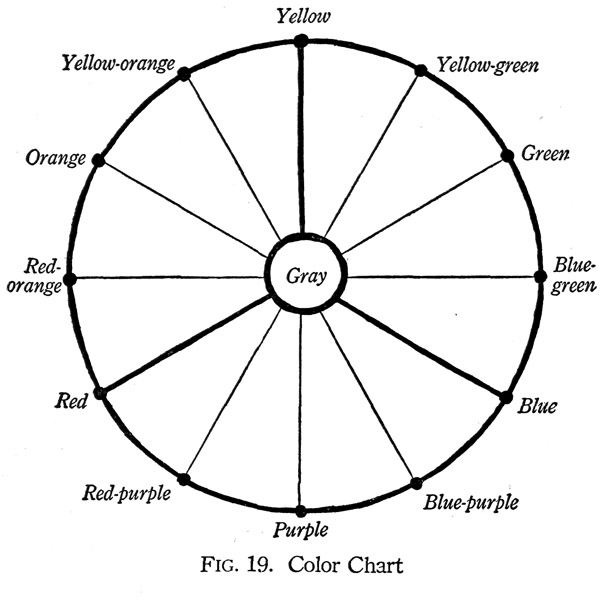 Yellow
Yellow-orange
Yellow-green
Orange
Green
Red-
orange
Gray
Blue-
green
Red
Blue
Red-purple
Blue-purple
Purple
FIG. 19. Color Chart